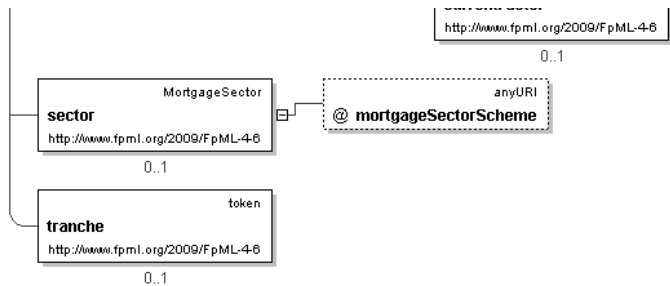 http://www.fpml.org/2009/FpML-4-6
0..1
MortgageSector
sector
http://www.fpml.org/2009/FpML-4-6
0..1
anyURI
@ mortgageSectorScheme
token
tranche
http://www.fpml.org/2009/FpML-4-6
0..1